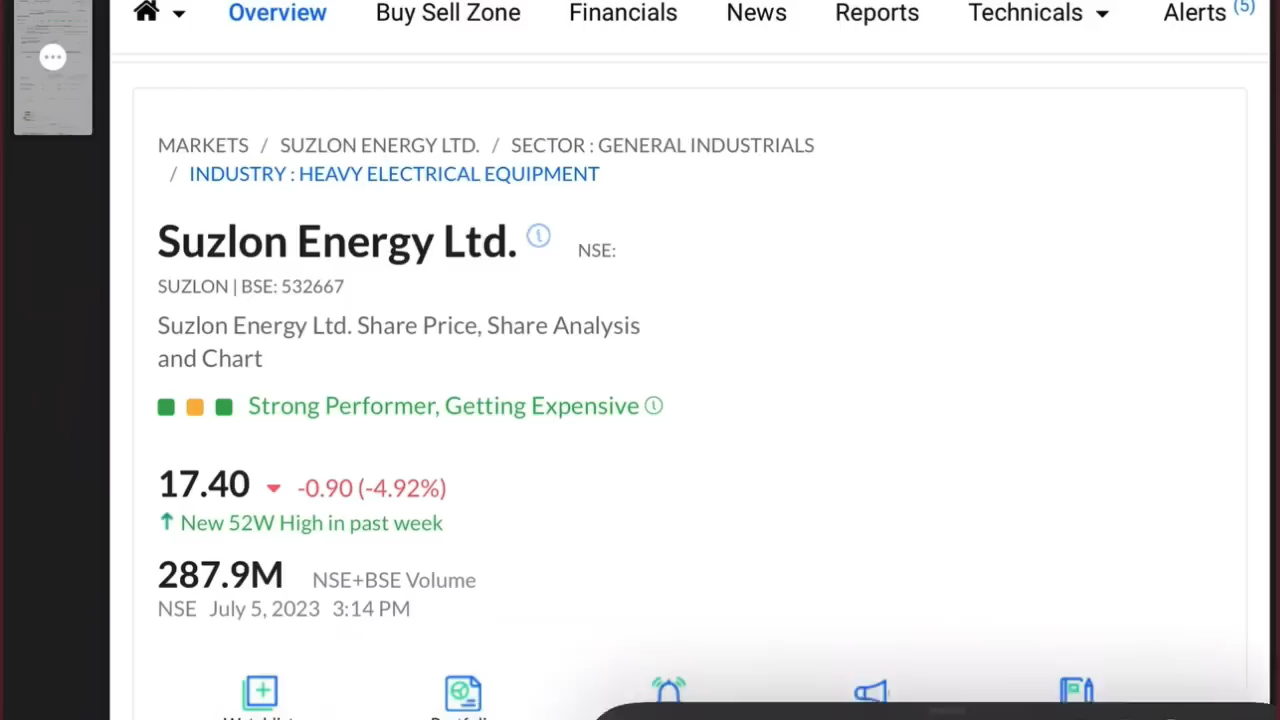 Overview Buy Sell Zone Financials News Reports Technicals Alerts (5)
MARKETS / SUZLON ENERGY LTD. / SECTOR : GENERAL INDUSTRIALS
/ INDUSTRY : HEAVY ELECTRICAL EQUIPMENT
Suzlon Energy Ltd. NSE:
SUZLON | BSE: 532667
Suzlon Energy Ltd. Share Price, Share Analysis
and Chart
Strong Performer, Getting Expensive
17.40 -0.90 (-4.92%)
New 52W High in past week
287.9M NSE+BSE Volume
NSE July 5, 2023 3:14 PM